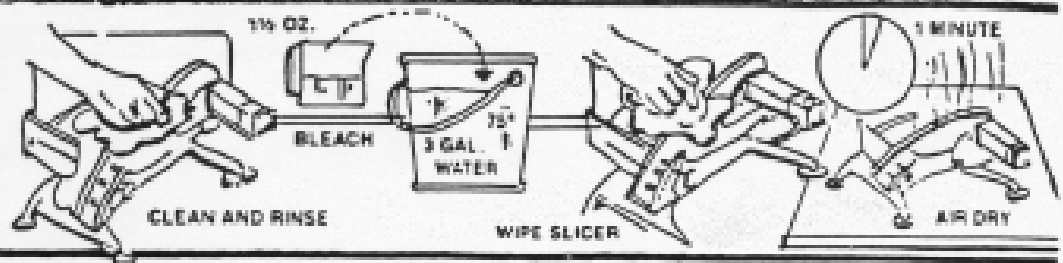 1½ OZ.
BLEACH
3 GAL.
WATER
75°
CLEAN AND RINSE
WIPE SLICER
1 MINUTE
AIR DRY